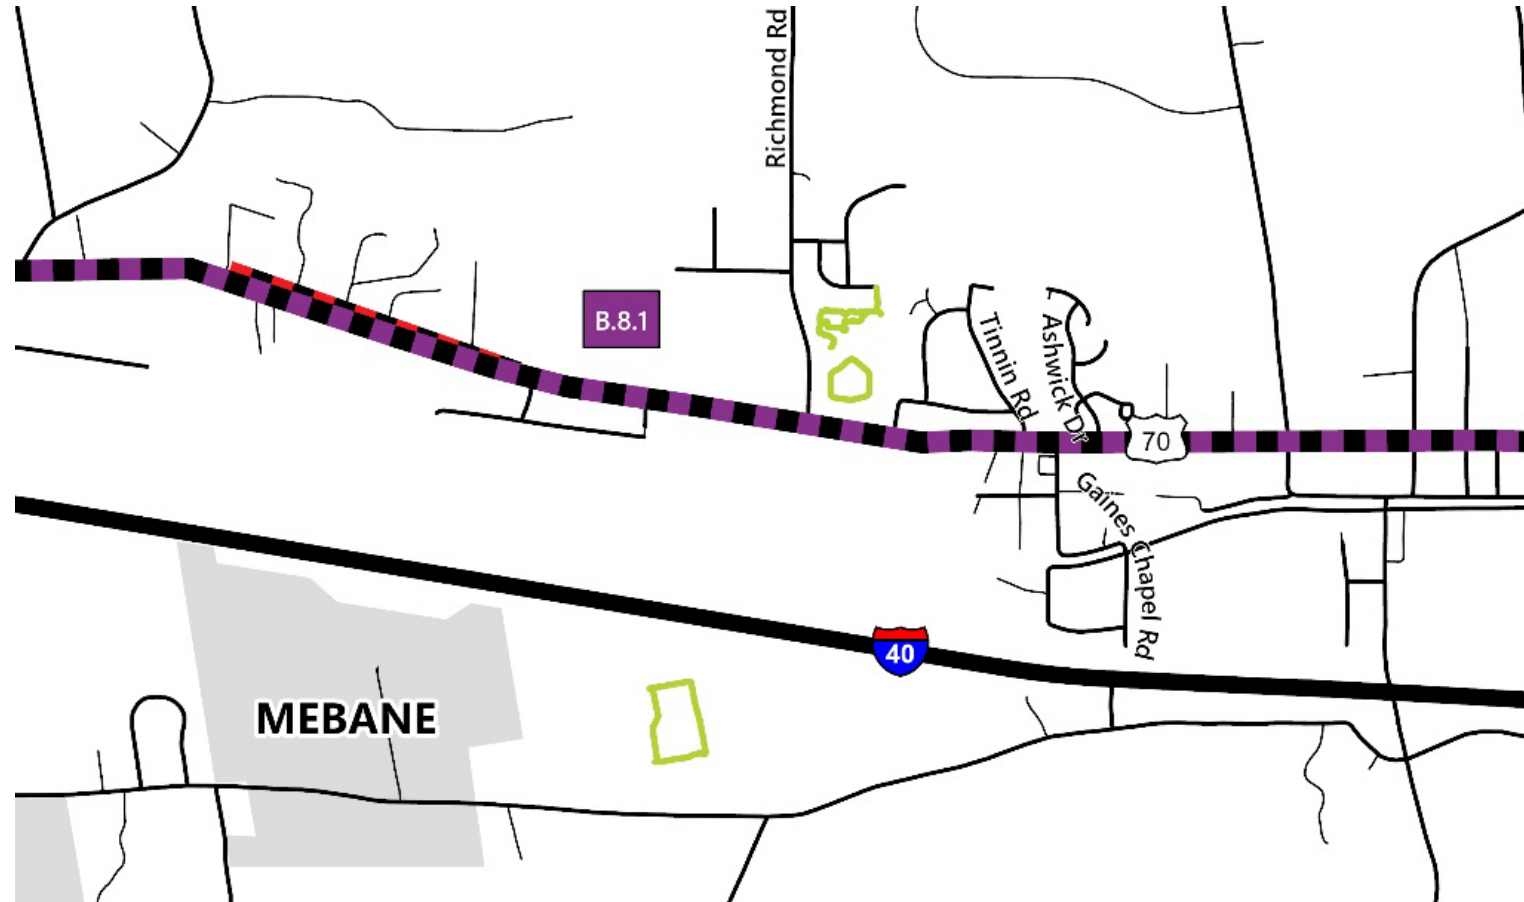 Richmond Rd
B.8.1
Tinnin Rd
Ashwick Dr
70
Gaines Chapel Rd
40
MEBANE